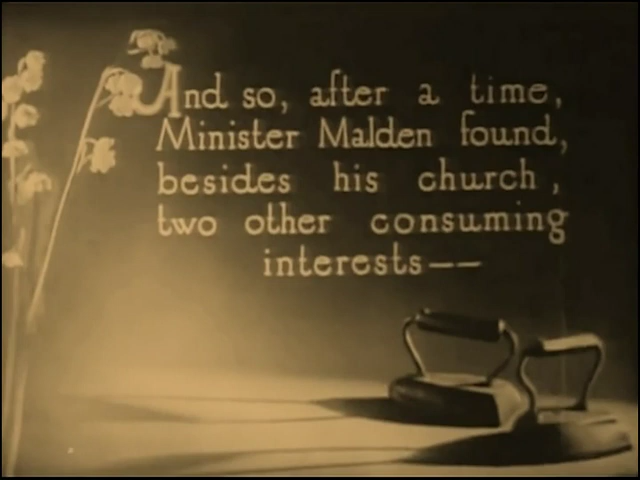 And so, after a time,
Minister Malden found,
besides his church,
two other consuming
interests——